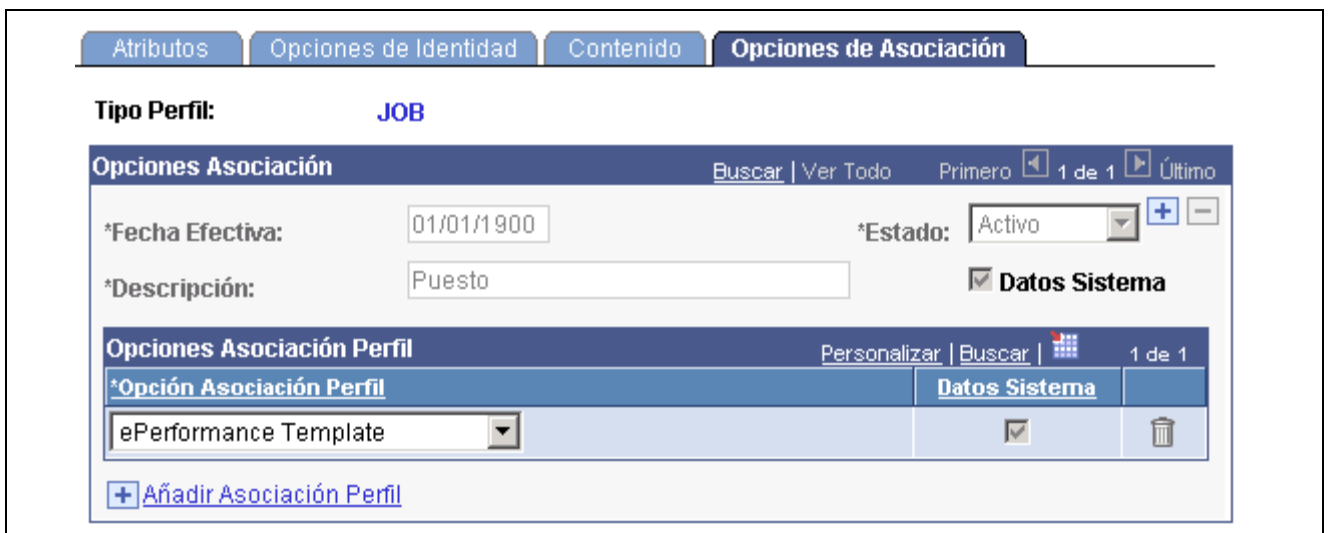 Atributos Opciones de Identidad Contenido Opciones de Asociación
Tipo Perfil: JOB
Opciones Asociación Buscar | Ver Todo Primero 1 de 1 Último
*Fecha Efectiva: 01/01/1900 *Estado: Activo
*Descripción: Puesto Datos Sistema
Opciones Asociación Perfil Personalizar | Buscar | 1 de 1
*Opción Asociación Perfil Datos Sistema
ePerformance Template
Añadir Asociación Perfil